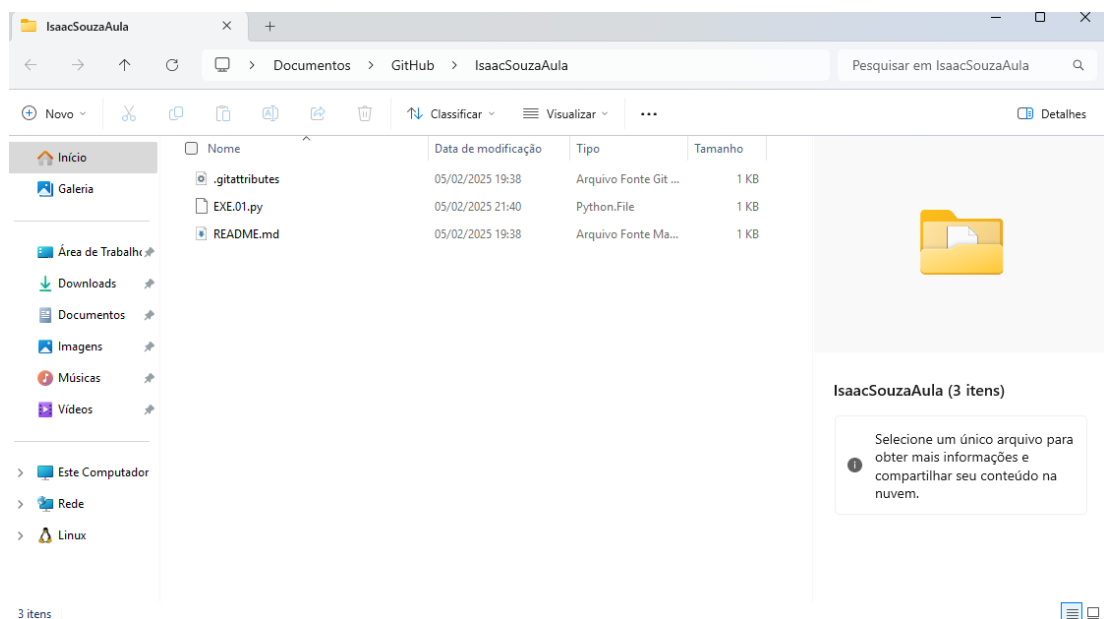 IsaacSouzaAula
Documentos > GitHub > IsaacSouzaAula
Pesquisar em IsaacSouzaAula
Novo
Classificar
Visualizar
Detalhes
Início
Galeria
Área de Trabalho
Downloads
Documentos
Imagens
Músicas
Vídeos
Este Computador
Rede
Linux
Nome Data de modificação Tipo Tamanho
.gitattributes 05/02/2025 19:38 Arquivo Fonte Git ... 1 KB
EXE.01.py 05/02/2025 21:40 Python.File 1 KB
README.md 05/02/2025 19:38 Arquivo Fonte Ma... 1 KB
IsaacSouzaAula (3 itens)
Selecione um único arquivo para
obter mais informações e
compartilhar seu conteúdo na
nuvem.
3 itens